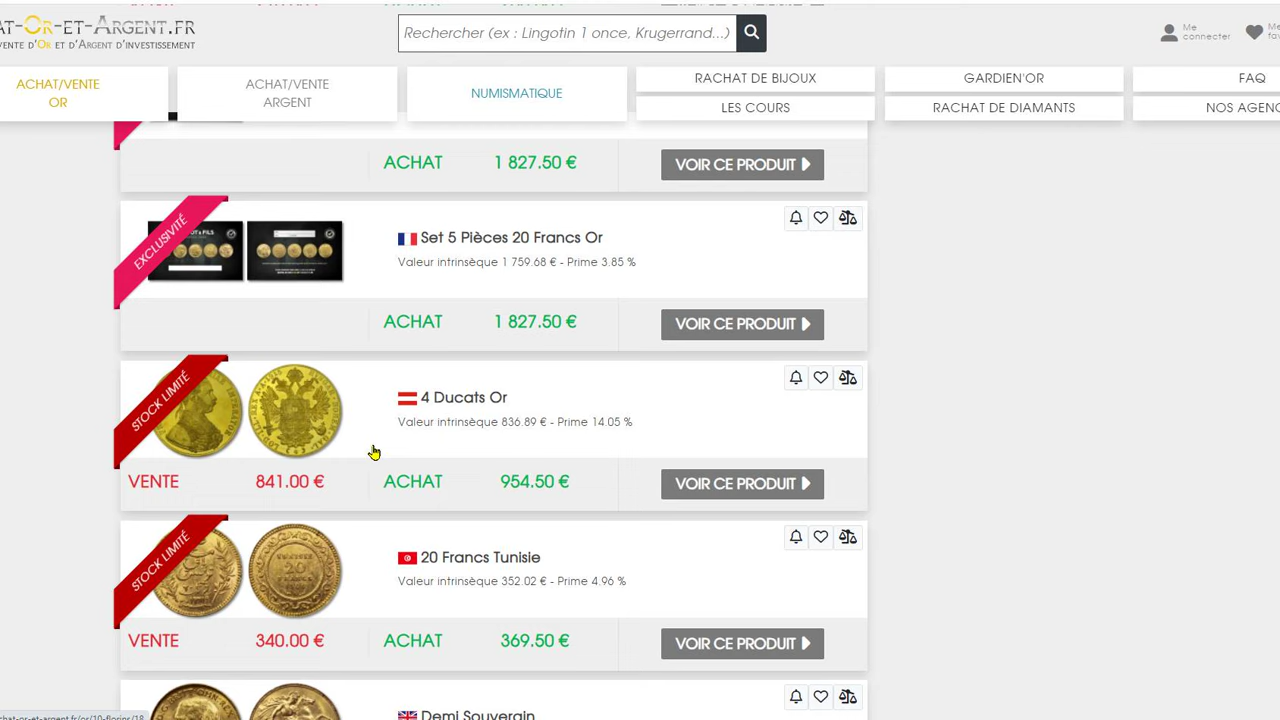 AT-OR-ET-ARGENT.FR
VENTE D'OR ET D'ARGENT D'INVESTISSEMENT
Rechercher (ex : Lingotin 1 once, Krugerrand...)
Me
connecter
ACHAT/VENTE
OR
ACHAT/VENTE
ARGENT
NUMISMATIQUE
RACHAT DE BIJOUX
LES COURS
GARDIEN'OR
RACHAT DE DIAMANTS
FAQ
ACHAT 1 827.50 € VOIR CE PRODUIT
EXCLUSIVITÉ
Set 5 Pièces 20 Francs Or
Valeur intrinsèque 1 759.68 € - Prime 3.85 %
ACHAT 1 827.50 € VOIR CE PRODUIT
STOCK LIMITÉ
4 Ducats Or
Valeur intrinsèque 836.89 € - Prime 14.05 %
VENTE 841.00 € ACHAT 954.50 € VOIR CE PRODUIT
STOCK LIMITÉ
20 Francs Tunisie
Valeur intrinsèque 352.02 € - Prime 4.96 %
TUNISIE
20
FRANCS
VENTE 340.00 € ACHAT 369.50 € VOIR CE PRODUIT
Demi Souverain